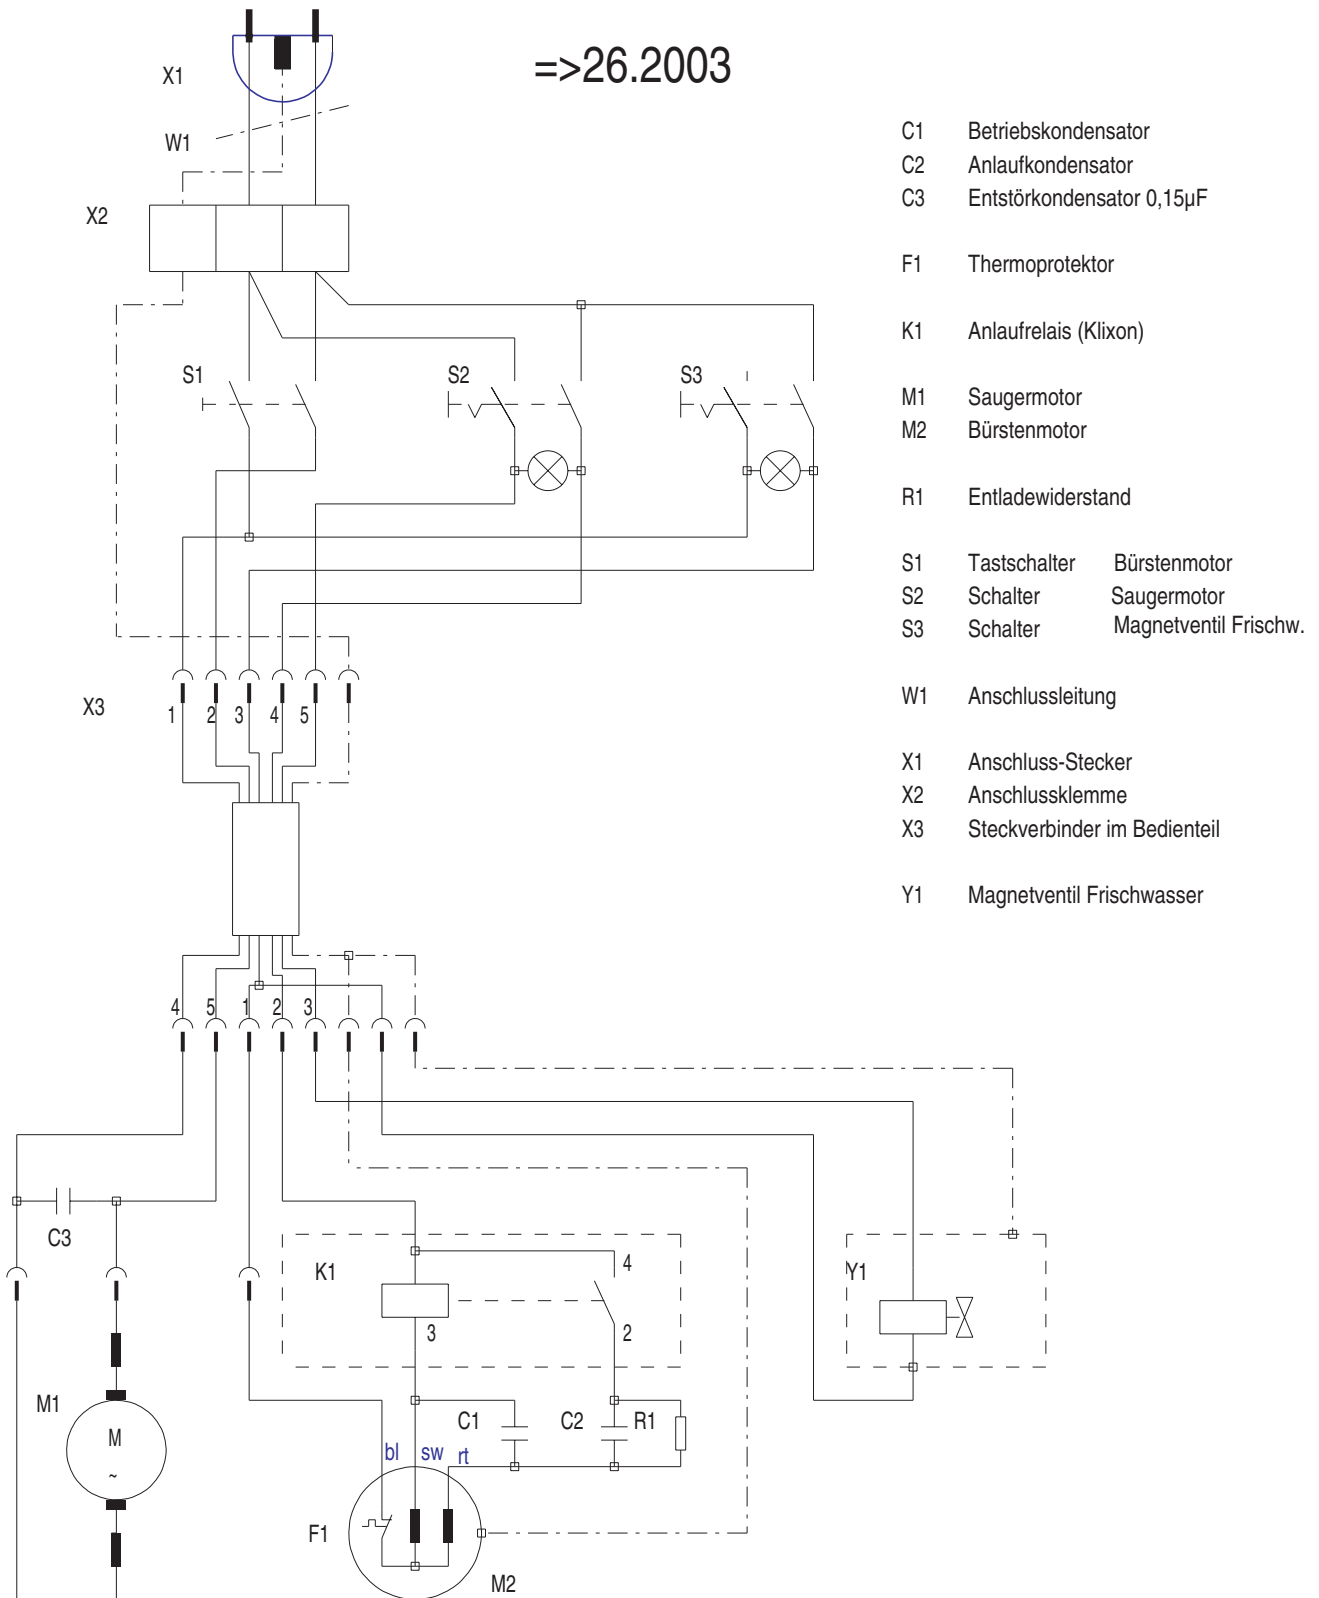 =>26.2003
X1
W1
X2
S1
S2
S3
X3
1 2 3 4 5
4 5 1 2 3
C3
K1
4
3
2
Y1
M1
M
~
C1
C2
R1
bl sw rt
F1
M2
C1 Betriebskondensator
C2 Anlaufkondensator
C3 Entstörkondensator 0,15µF
F1 Thermoprotektor
K1 Anlaufrelais (Klixon)
M1 Saugermotor
M2 Bürstenmotor
R1 Entladewiderstand
S1 Tastschalter Bürstenmotor
S2 Schalter Saugermotor
S3 Schalter Magnetventil Frischw.
W1 Anschlussleitung
X1 Anschluss-Stecker
X2 Anschlussklemme
X3 Steckverbinder im Bedienteil
Y1 Magnetventil Frischwasser